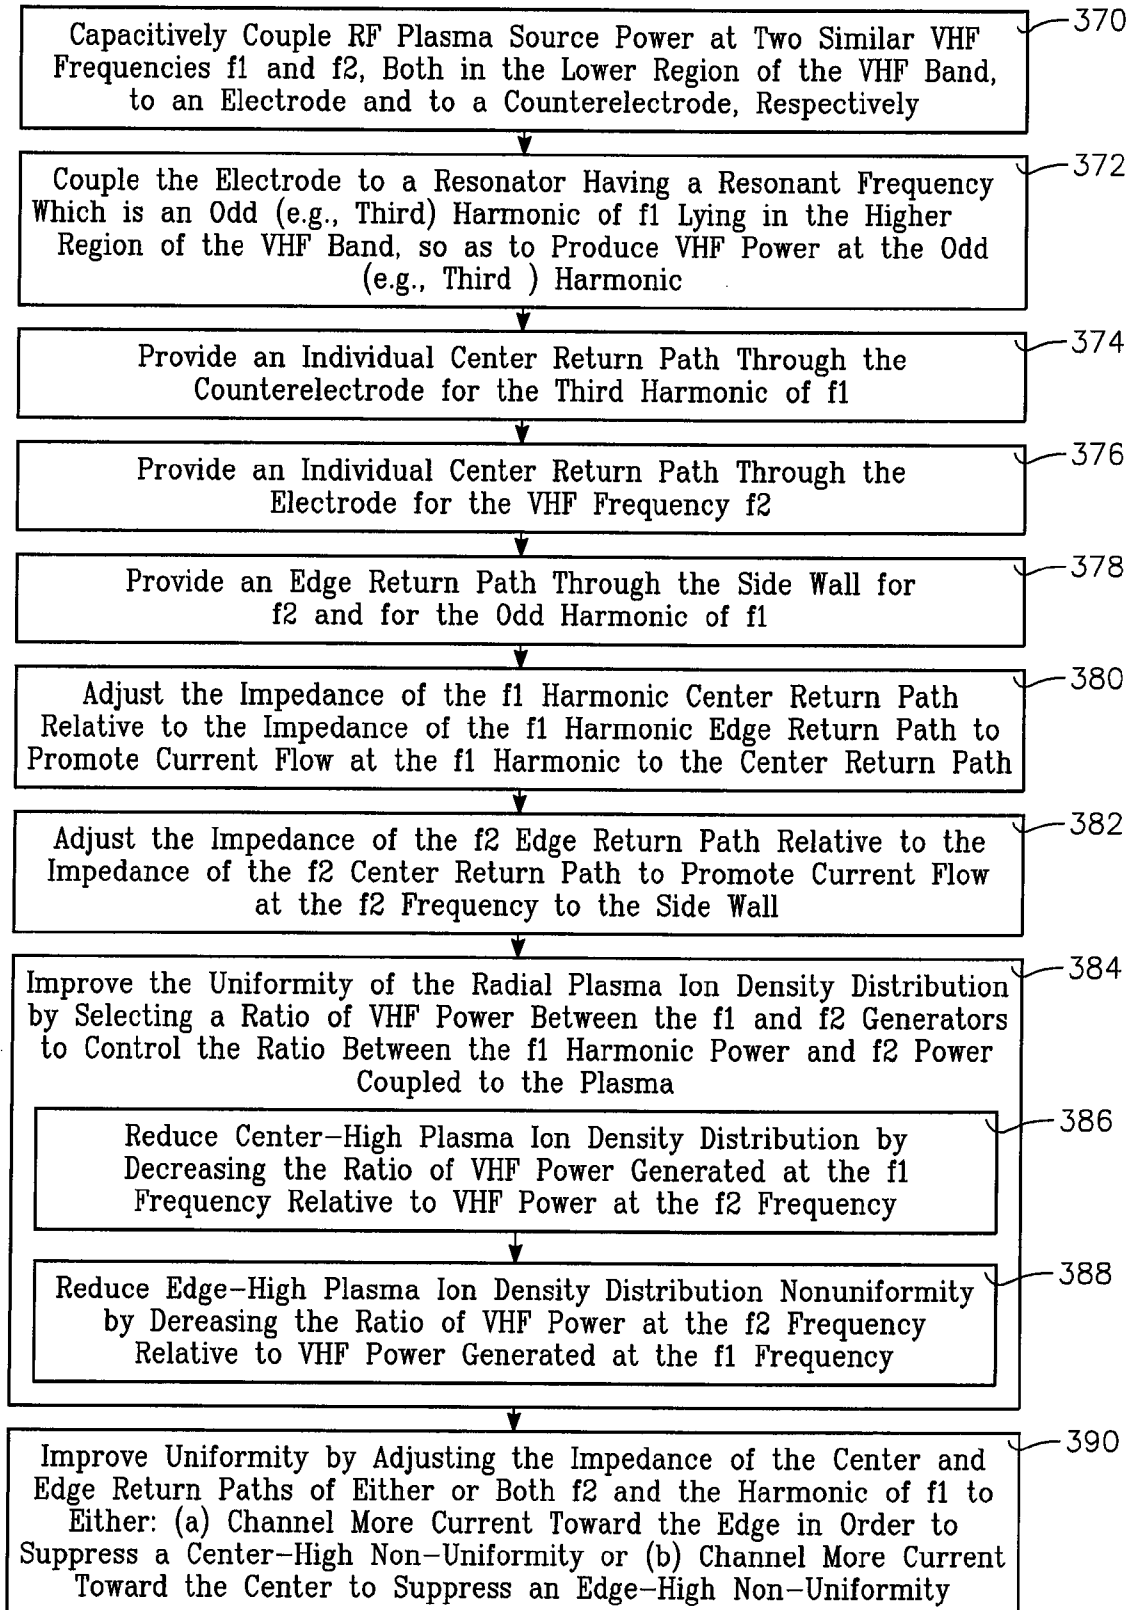 370
Capacitively Couple RF Plasma Source Power at Two Similar VHF
Frequencies f1 and f2, Both in the Lower Region of the VHF Band,
to an Electrode and to a Counterelectrode, Respectively
372
Couple the Electrode to a Resonator Having a Resonant Frequency
Which is an Odd (e.g., Third) Harmonic of f1 Lying in the Higher
Region of the VHF Band, so as to Produce VHF Power at the Odd
(e.g., Third ) Harmonic
374
Provide an Individual Center Return Path Through the
Counterelectrode for the Third Harmonic of f1
376
Provide an Individual Center Return Path Through the
Electrode for the VHF Frequency f2
378
Provide an Edge Return Path Through the Side Wall for
f2 and for the Odd Harmonic of f1
380
Adjust the Impedance of the f1 Harmonic Center Return Path
Relative to the Impedance of the f1 Harmonic Edge Return Path to
Promote Current Flow at the f1 Harmonic to the Center Return Path
382
Adjust the Impedance of the f2 Edge Return Path Relative to the
Impedance of the f2 Center Return Path to Promote Current Flow
at the f2 Frequency to the Side Wall
384
Improve the Uniformity of the Radial Plasma Ion Density Distribution
by Selecting a Ratio of VHF Power Between the f1 and f2 Generators
to Control the Ratio Between the f1 Harmonic Power and f2 Power
Coupled to the Plasma
386
Reduce Center-High Plasma Ion Density Distribution by
Decreasing the Ratio of VHF Power Generated at the f1
Frequency Relative to VHF Power at the f2 Frequency
388
Reduce Edge-High Plasma Ion Density Distribution Nonuniformity
by Dereasing the Ratio of VHF Power at the f2 Frequency
Relative to VHF Power Generated at the f1 Frequency
390
Improve Uniformity by Adjusting the Impedance of the Center and
Edge Return Paths of Either or Both f2 and the Harmonic of f1 to
Either: (a) Channel More Current Toward the Edge in Order to
Suppress a Center-High Non-Uniformity or (b) Channel More Current
Toward the Center to Suppress an Edge-High Non-Uniformity